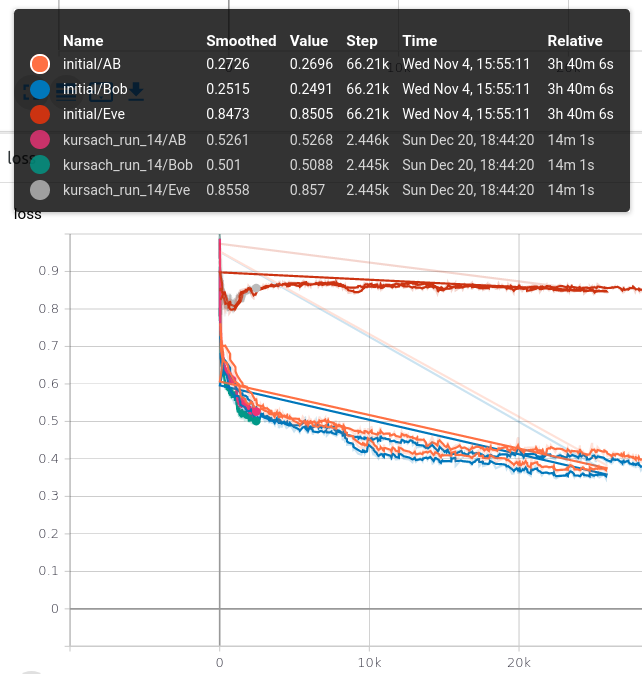 Name Smoothed Value Step Time Relative
initial/AB 0.2726 0.2696 66.21k Wed Nov 4, 15:55:11 3h 40m 6s
initial/Bob 0.2515 0.2491 66.21k Wed Nov 4, 15:55:11 3h 40m 6s
initial/Eve 0.8473 0.8505 66.21k Wed Nov 4, 15:55:11 3h 40m 6s
kursach_run_14/AB 0.5261 0.5268 2.446k Sun Dec 20, 18:44:20 14m 1s
kursach_run_14/Bob 0.501 0.5088 2.445k Sun Dec 20, 18:44:20 14m 1s
kursach_run_14/Eve 0.8558 0.857 2.445k Sun Dec 20, 18:44:20 14m 1s
loss
loss
0.9
0.8
0.7
0.6
0.5
0.4
0.3
0.2
0.1
0
0 10k 20k